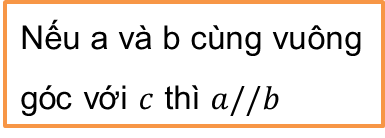 Nếu a và b cùng vuông
góc với c thì a//b